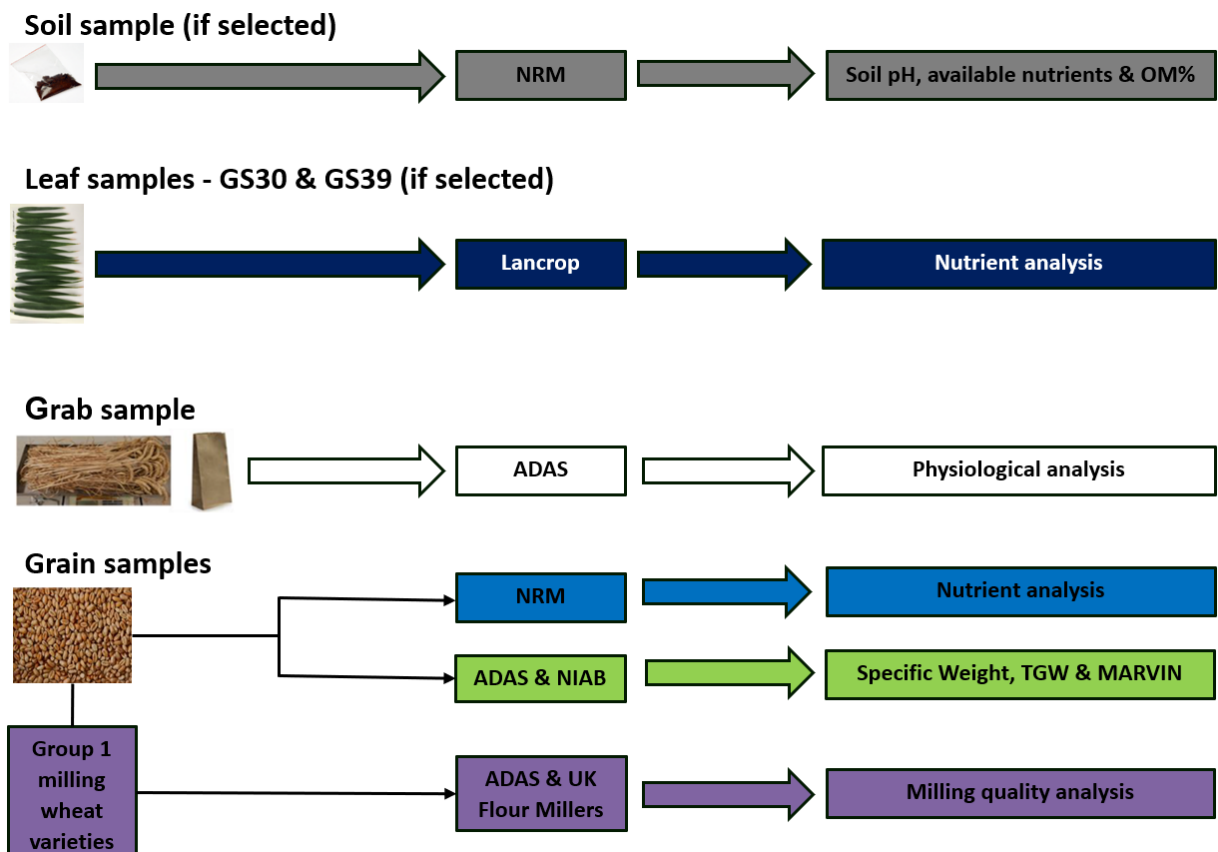 Soil sample (if selected)
NRM
Soil pH, available nutrients & OM%
Leaf samples - GS30 & GS39 (if selected)
Lancrop
Nutrient analysis
Grab sample
ADAS
Physiological analysis
Grain samples
NRM
Nutrient analysis
ADAS & NIAB
Specific Weight, TGW & MARVIN
Group 1
milling
wheat
varieties
ADAS & UK
Flour Millers
Milling quality analysis